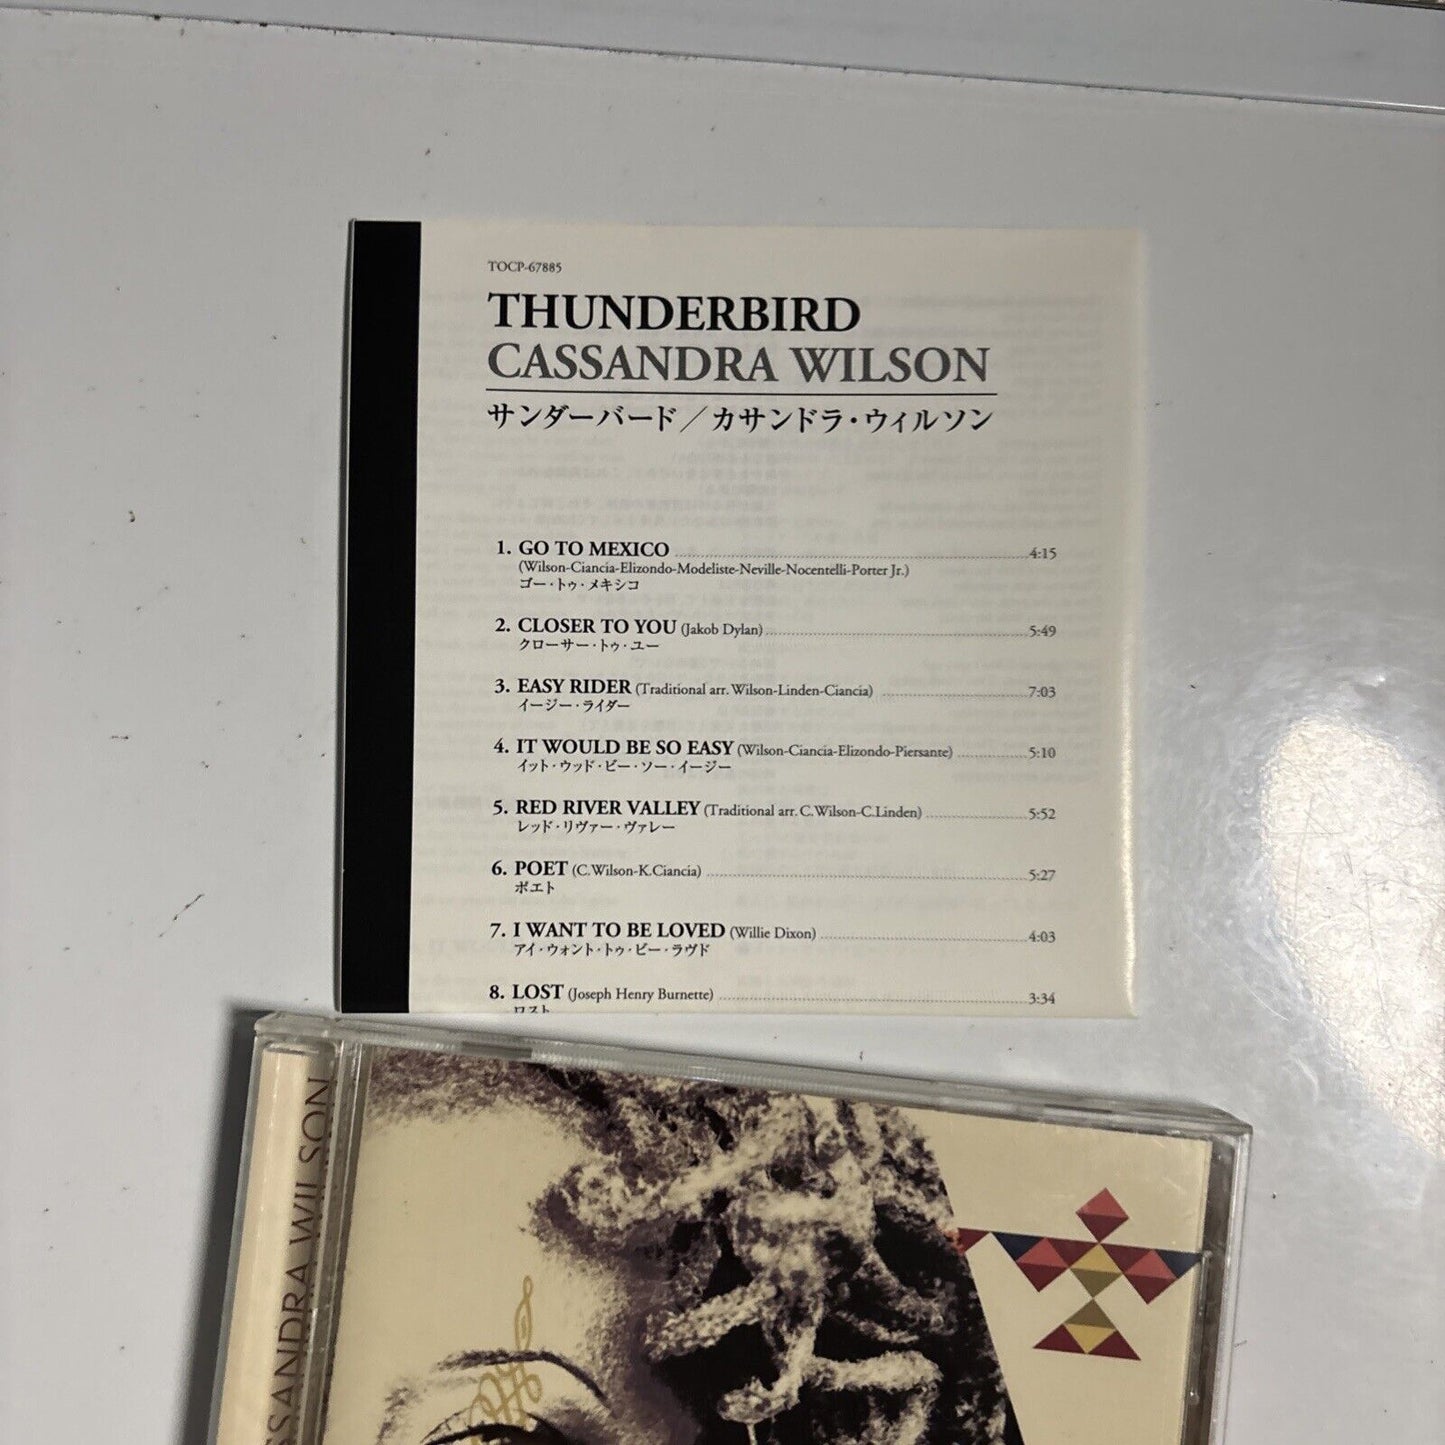 TOCP-67885
THUNDERBIRD
CASSANDRA WILSON
サンダーバード／カサンドラ・ウィルソン
1. GO TO MEXICO 4:15
(Wilson-Ciancia-Elizondo-Modeliste-Neville-Nocentelli-Porter Jr.)
ゴー・トゥ・メキシコ
2. CLOSER TO YOU (Jakob Dylan) 5:49
クローサー・トゥ・ユー
3. EASY RIDER (Traditional arr. Wilson-Linden-Ciancia) 7:03
イージー・ライダー
4. IT WOULD BE SO EASY (Wilson-Ciancia-Elizondo-Piersante) 5:10
イット・ウッド・ビー・ソー・イージー
5. RED RIVER VALLEY (Traditional arr. C.Wilson-C.Linden) 5:52
レッド・リヴァー・ヴァレー
6. POET (C.Wilson-K.Ciancia) 5:27
ポエト
7. I WANT TO BE LOVED (Willie Dixon) 4:03
アイ・ウォント・トゥ・ビー・ラヴド
8. LOST (Joseph Henry Burnette) 3:34
ロスト
SSANDRA WILSON